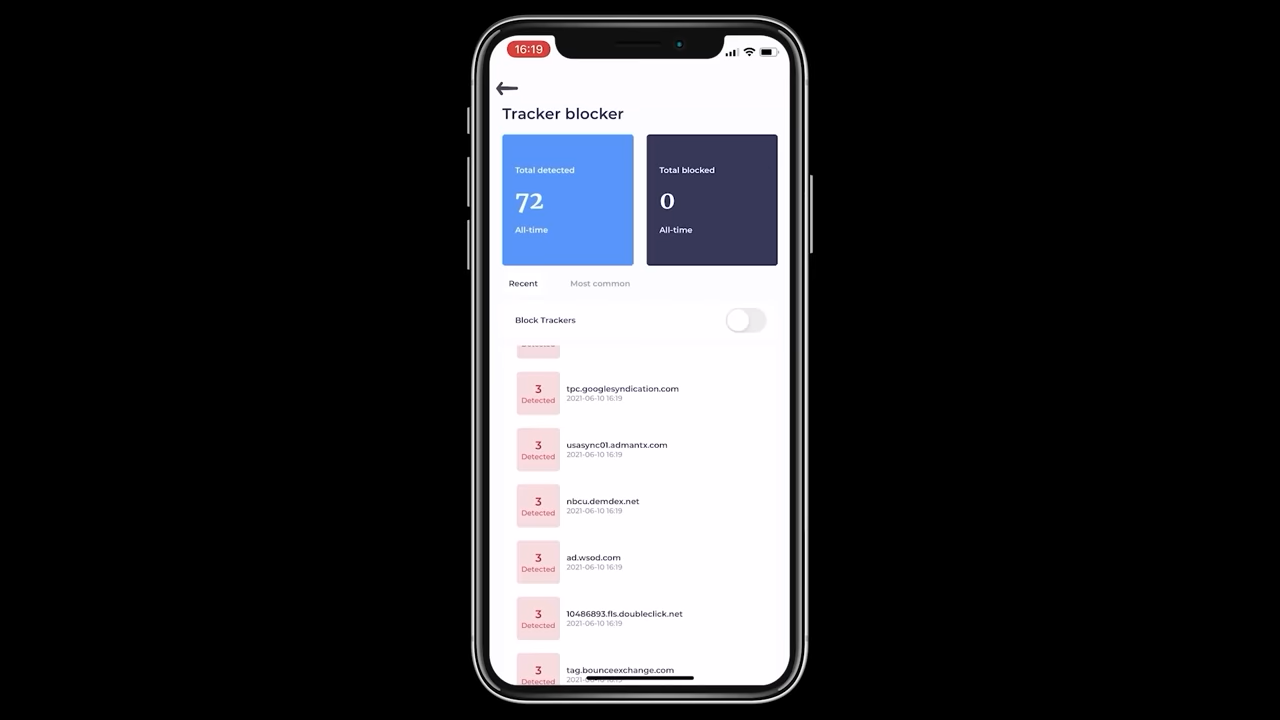 16:19
Tracker blocker
Total detected
72
All-time
Total blocked
0
All-time
Recent
Most common
Block Trackers
3
Detected
tpc.googlesyndication.com
2021-06-10 16:19
3
Detected
usasync01.admantx.com
2021-06-10 16:19
3
Detected
nbcu.demdex.net
2021-06-10 16:19
3
Detected
ad.wsod.com
2021-06-10 16:19
3
Detected
10486893.fls.doubleclick.net
2021-06-10 16:19
3
Detected
tag.bounceexchange.com